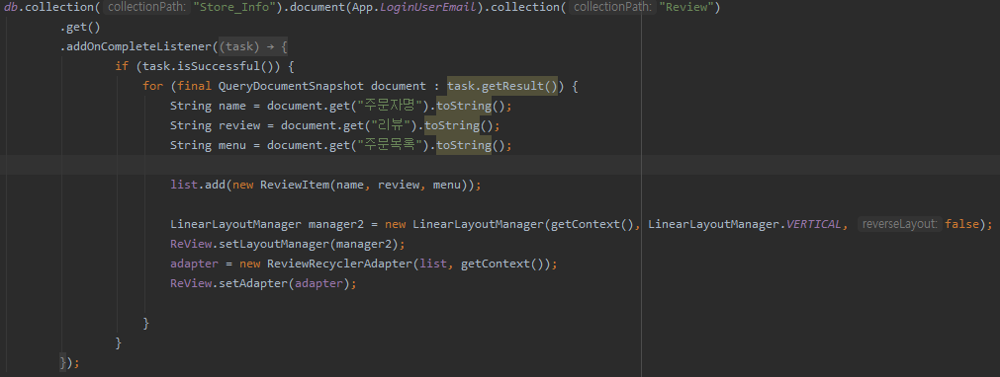 db.collection( collectionPath: "Store_Info").document(App.LoginUserEmail).collection( collectionPath: "Review")
.get()
.addOnCompleteListener((task) → {
if (task.isSuccessful()) {
for (final QueryDocumentSnapshot document : task.getResult()) {
String name = document.get("주문자명").toString();
String review = document.get("리뷰").toString();
String menu = document.get("주문목록").toString();
list.add(new ReviewItem(name, review, menu));
LinearLayoutManager manager2 = new LinearLayoutManager(getContext(), LinearLayoutManager.VERTICAL, reverseLayout: false);
ReView.setLayoutManager(manager2);
adapter = new ReviewRecyclerAdapter(list, getContext());
ReView.setAdapter(adapter);
}
}
});